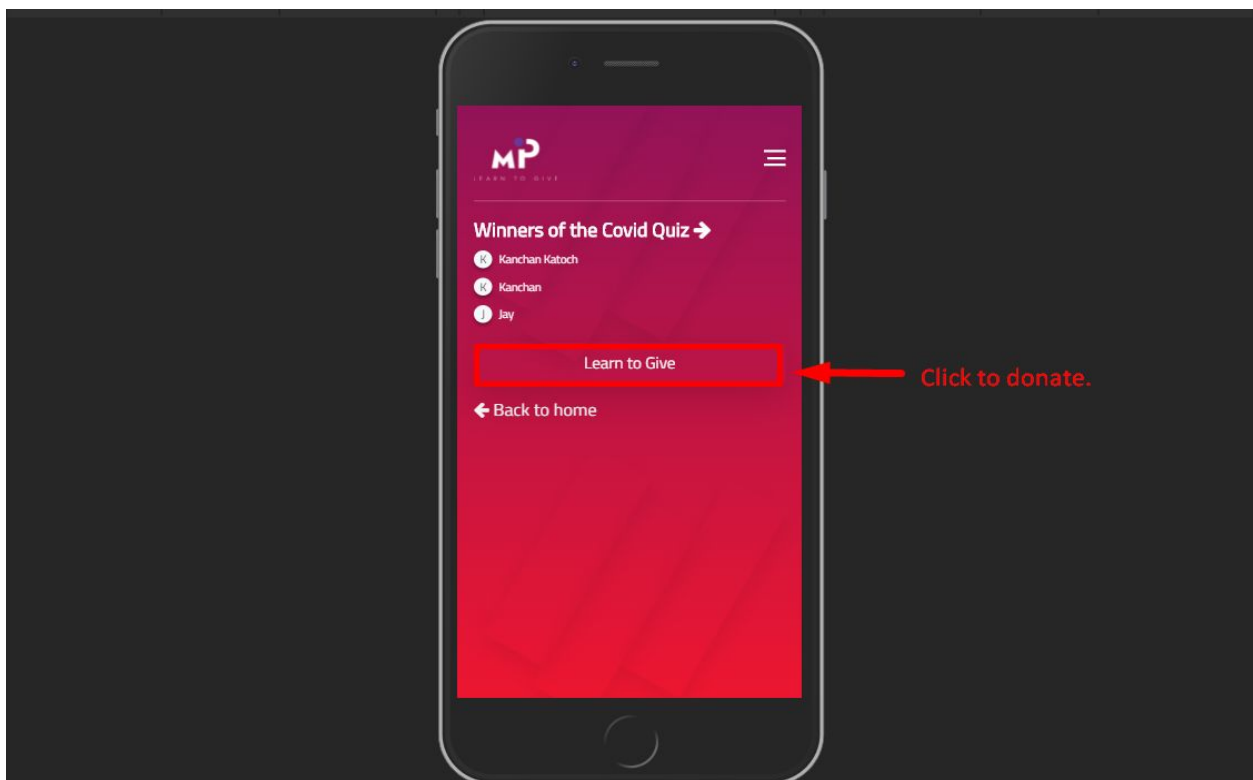 MP
LEARN TO GIVE
Winners of the Covid Quiz
K Kanchan Katoch
K Kanchan
J Jay
Learn to Give
Click to donate.
Back to home